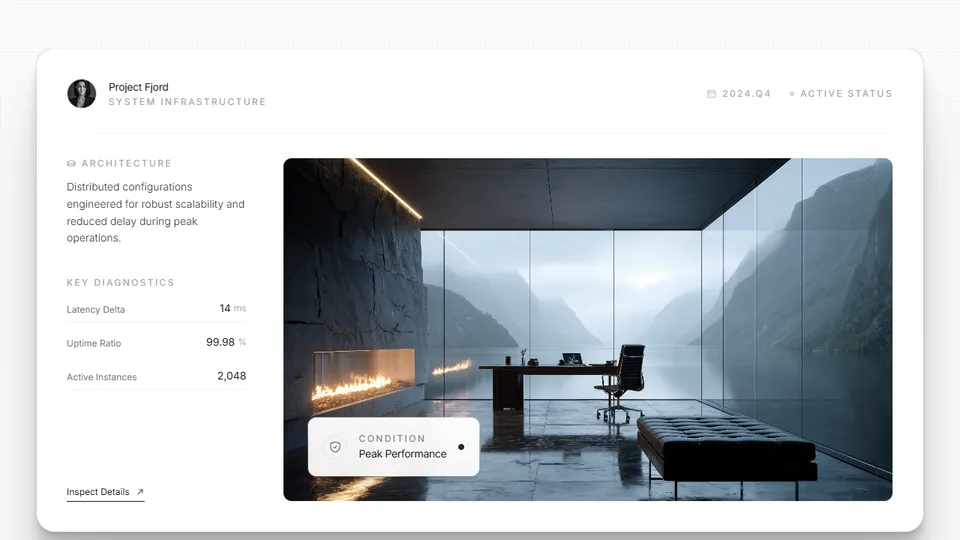 Project Fjord
SYSTEM INFRASTRUCTURE
2024.Q4
ACTIVE STATUS
ARCHITECTURE
Distributed configurations
engineered for robust scalability and
reduced delay during peak
operations.
KEY DIAGNOSTICS
Latency Delta 14 ms
Uptime Ratio 99.98 %
Active Instances 2,048
Inspect Details
CONDITION
Peak Performance